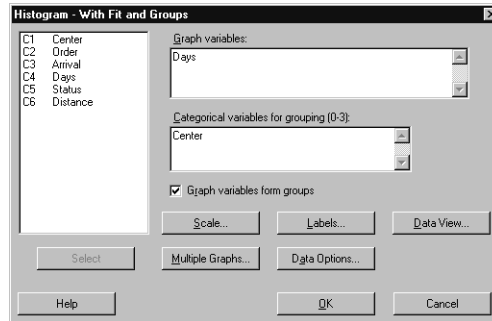 Histogram - With Fit and Groups
C1 Center
C2 Order
C3 Arrival
C4 Days
C5 Status
C6 Distance
Graph variables:
Days
Categorical variables for grouping (0-3):
Center
Graph variables form groups
Scale... Labels... Data View...
Select Multiple Graphs... Data Options...
Help OK Cancel